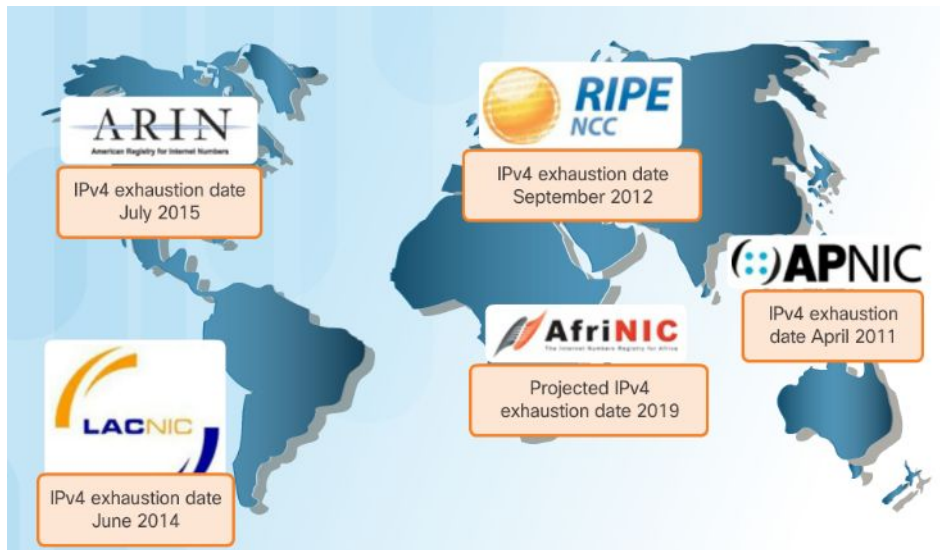 ARIN
American Registry for Internet Numbers
IPv4 exhaustion date
July 2015
RIPE
NCC
IPv4 exhaustion date
September 2012
APNIC
IPv4 exhaustion
date April 2011
AfriNIC
The Internet Numbers Registry for Africa
Projected IPv4
exhaustion date 2019
LACNIC
IPv4 exhaustion date
June 2014